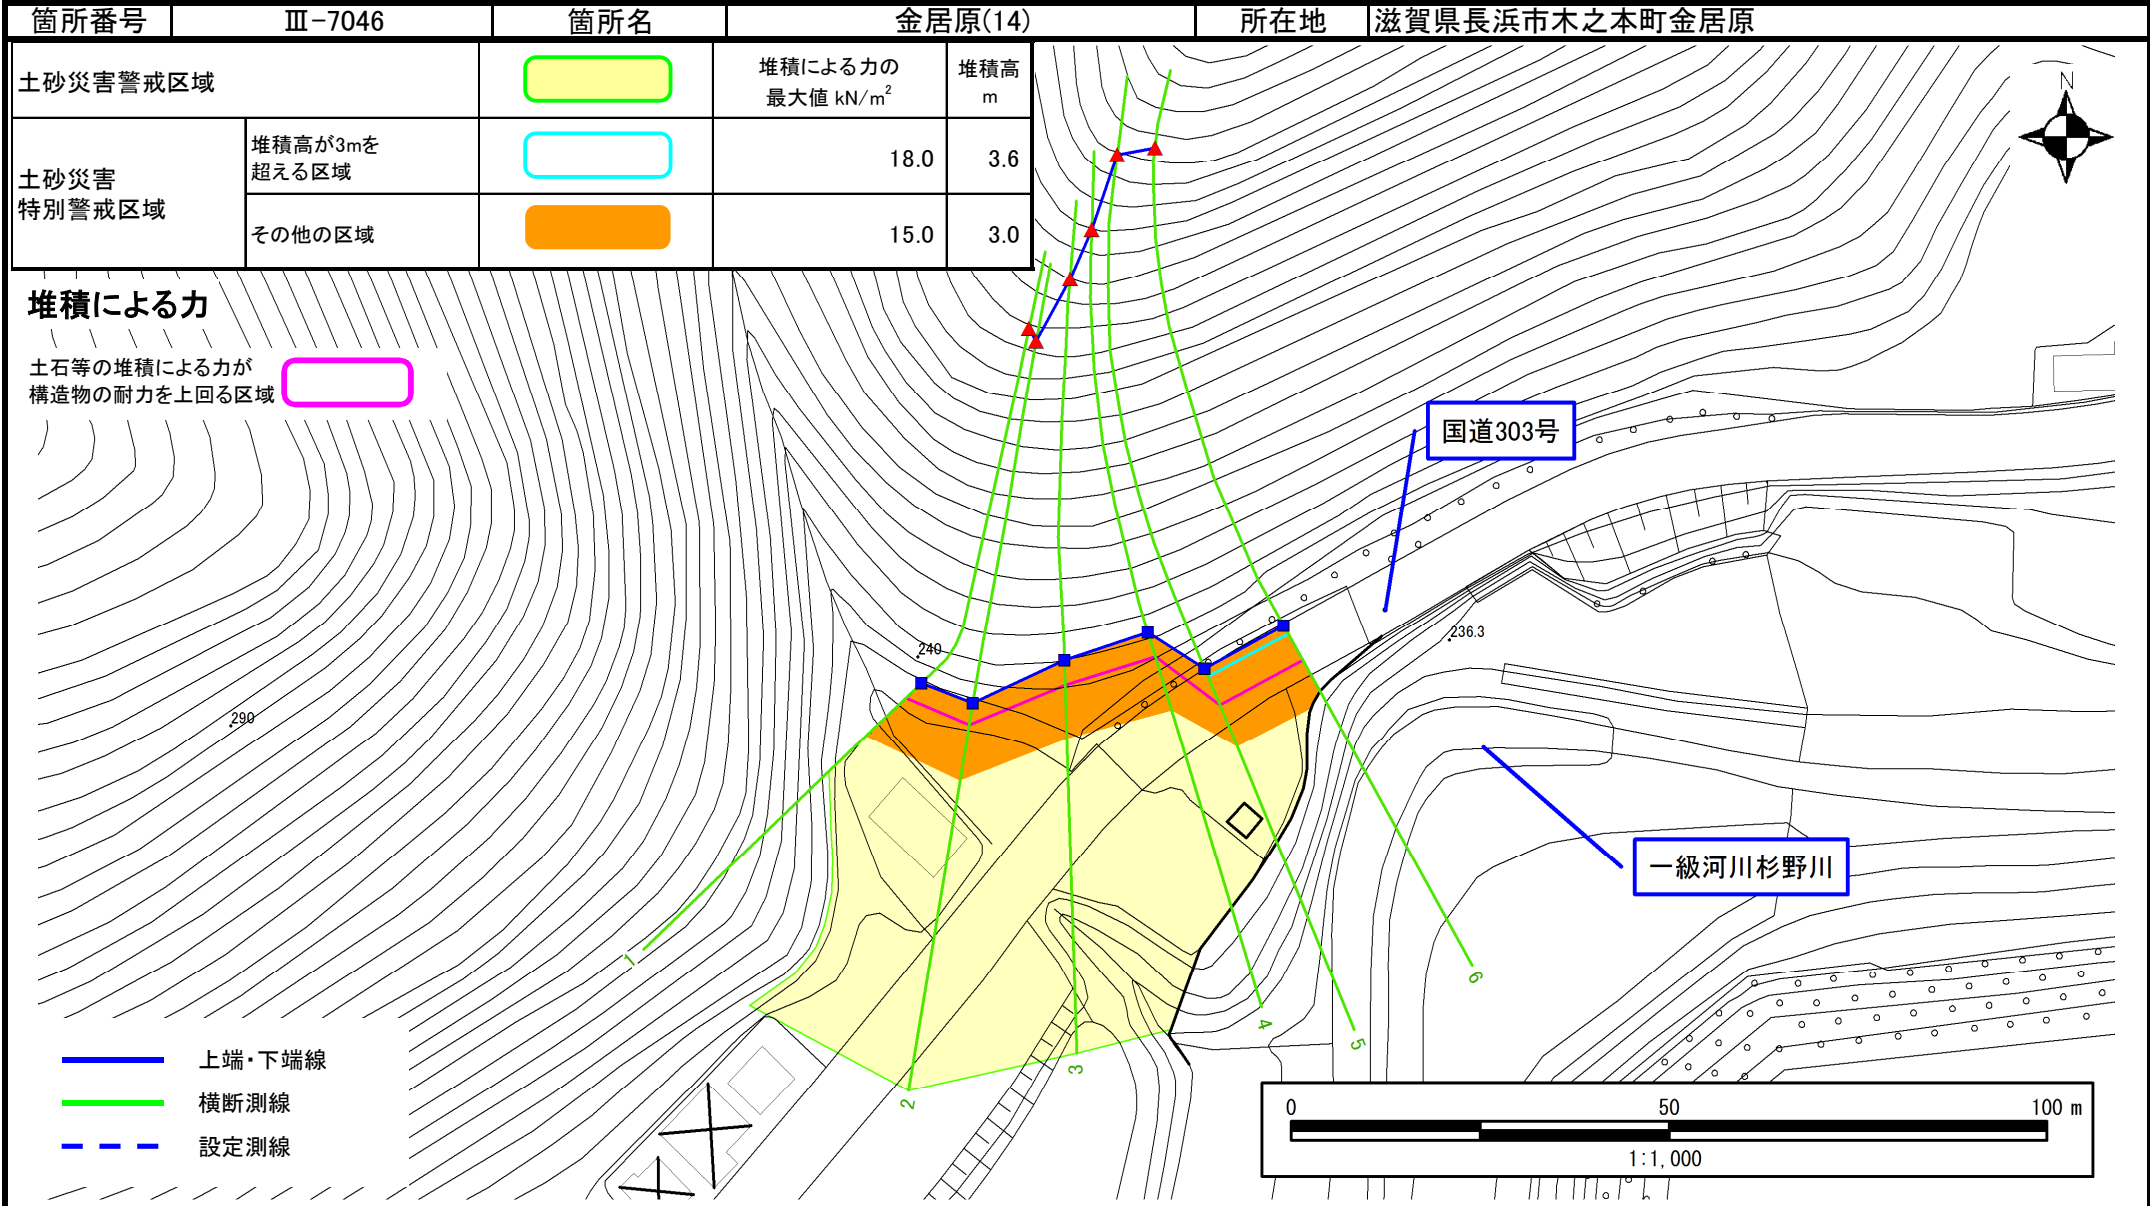 箇所番号 Ⅲ-7046 箇所名 金居原(14) 所在地 滋賀県長浜市木之本町金居原
土砂災害警戒区域
堆積による力の
最大値 kN/m²
堆積高
m
土砂災害
特別警戒区域
堆積高が3mを
超える区域
18.0 3.6
その他の区域
15.0 3.0
堆積による力
土石等の堆積による力が
構造物の耐力を上回る区域
N
国道303号
236.3
240
290
一級河川杉野川
1
2
3
4
5
6
上端・下端線
横断測線
設定測線
0 50 100 m
1:1,000